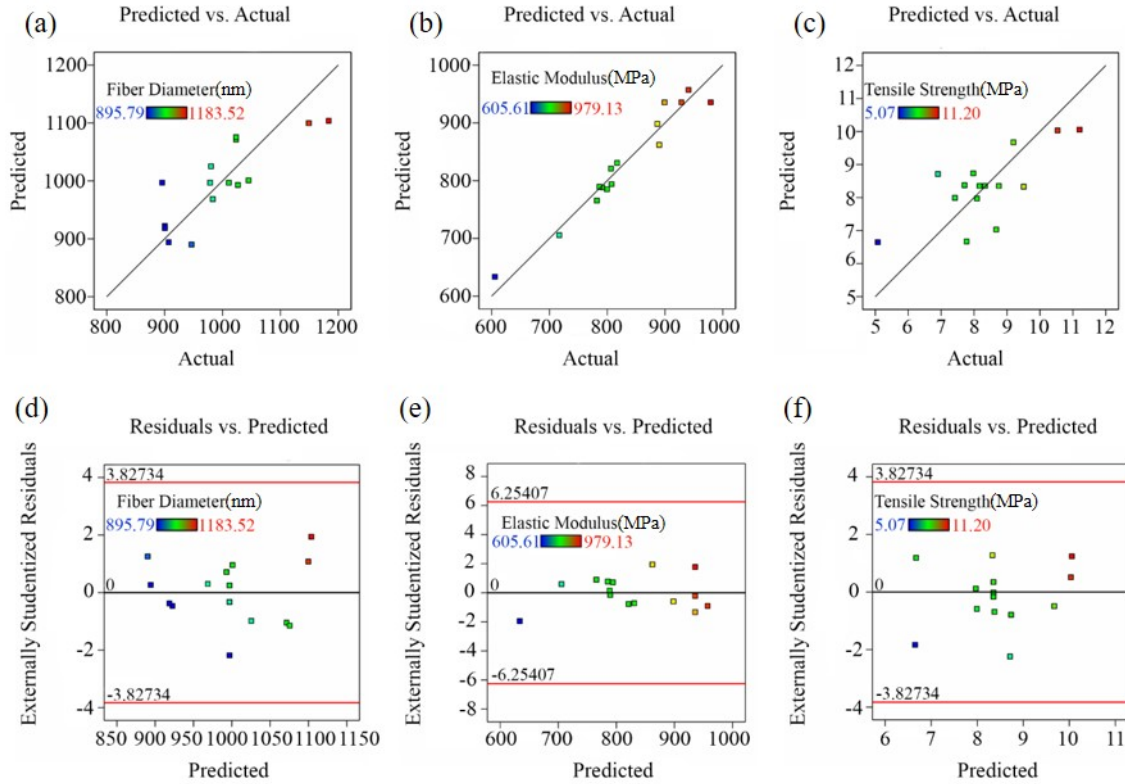 (a)
Predicted vs. Actual
1200
1100
1000
900
800
Predicted
Fiber Diameter(nm)
895.79 1183.52
800 900 1000 1100 1200
Actual
(b)
Predicted vs. Actual
1000
900
800
700
600
Predicted
Elastic Modulus(MPa)
605.61 979.13
600 700 800 900 1000
Actual
(c)
Predicted vs. Actual
12
11
10
9
8
7
6
5
Predicted
Tensile Strength(MPa)
5.07 11.20
5 6 7 8 9 10 11 12
Actual
(d)
Residuals vs. Predicted
Externally Studentized Residuals
4
2
0
-2
-4
3.82734
Fiber Diameter(nm)
895.79 1183.52
0
-3.82734
850 900 950 1000 1050 1100 1150
Predicted
(e)
Residuals vs. Predicted
Externally Studentized Residuals
8
6
4
2
0
-2
-4
-6
-8
6.25407
Elastic Modulus(MPa)
605.61 979.13
0
-6.25407
600 700 800 900 1000
Predicted
(f)
Residuals vs. Predicted
Externally Studentized Residuals
4
2
0
-2
-4
3.82734
Tensile Strength(MPa)
5.07 11.20
0
-3.82734
6 7 8 9 10 11
Predicted